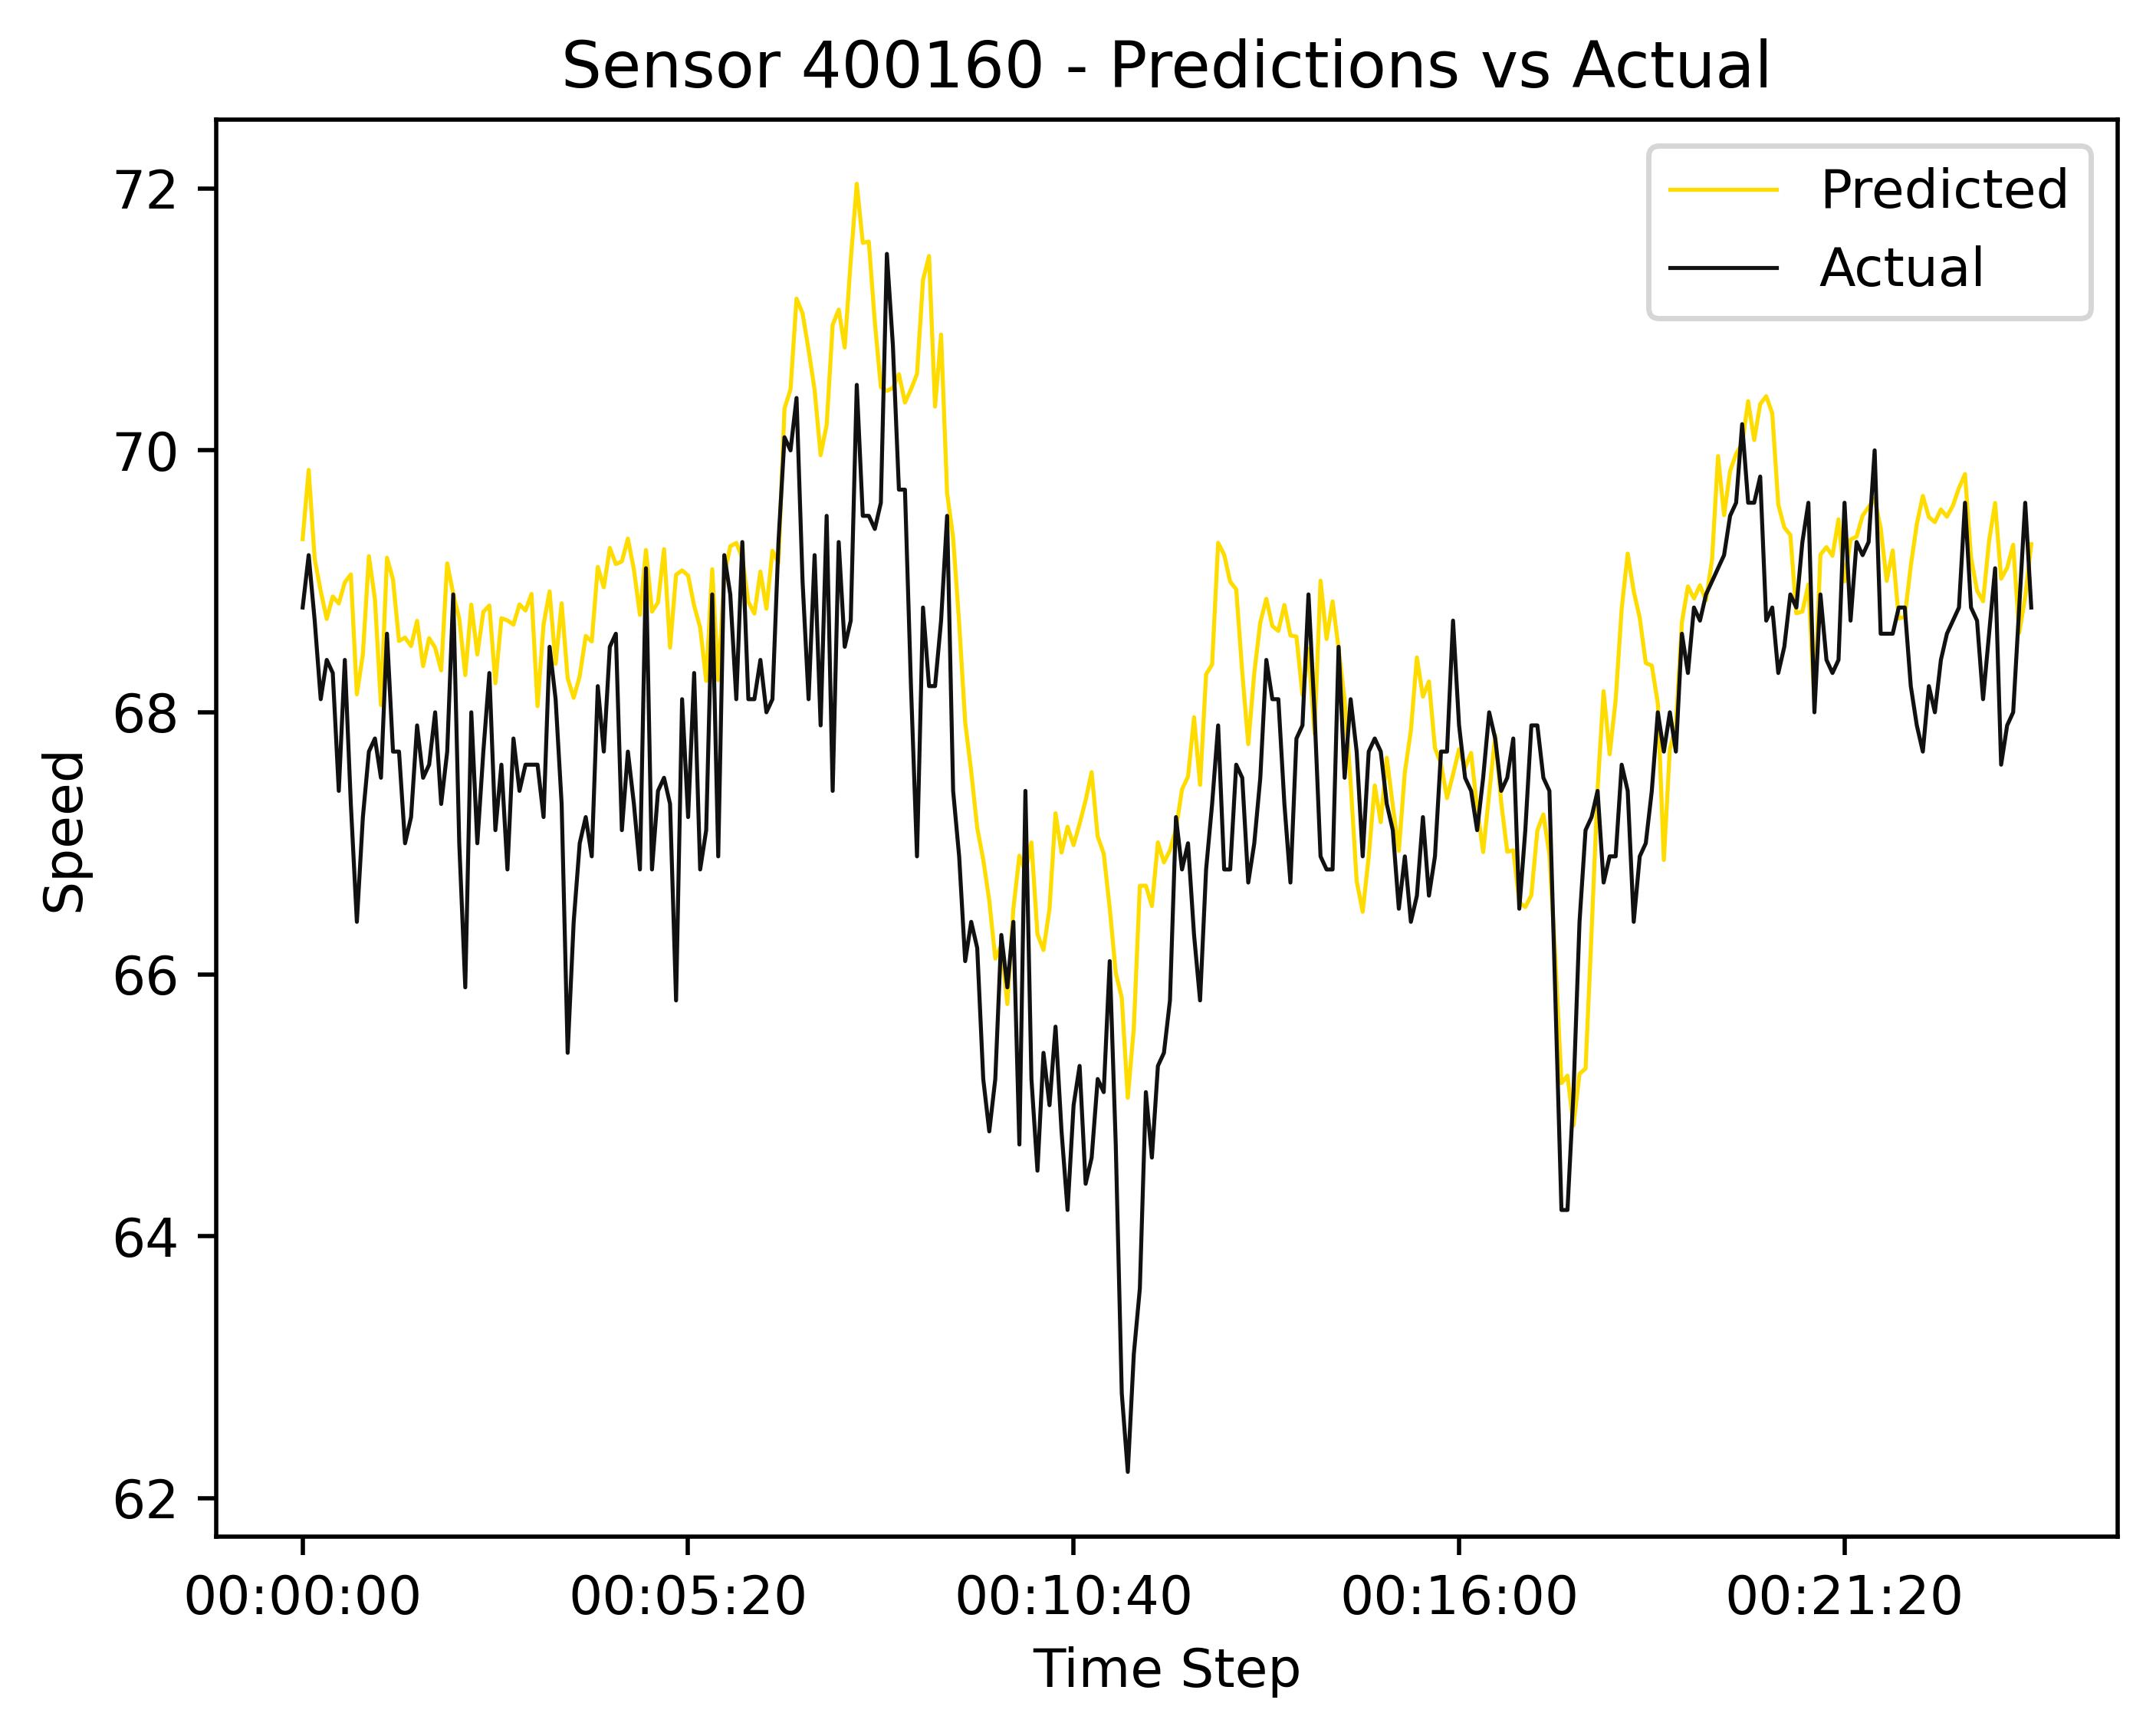 Sensor 400160 - Predictions vs Actual
Predicted
Actual
72
70
68
66
64
62
Speed
00:00:00 00:05:20 00:10:40 00:16:00 00:21:20
Time Step